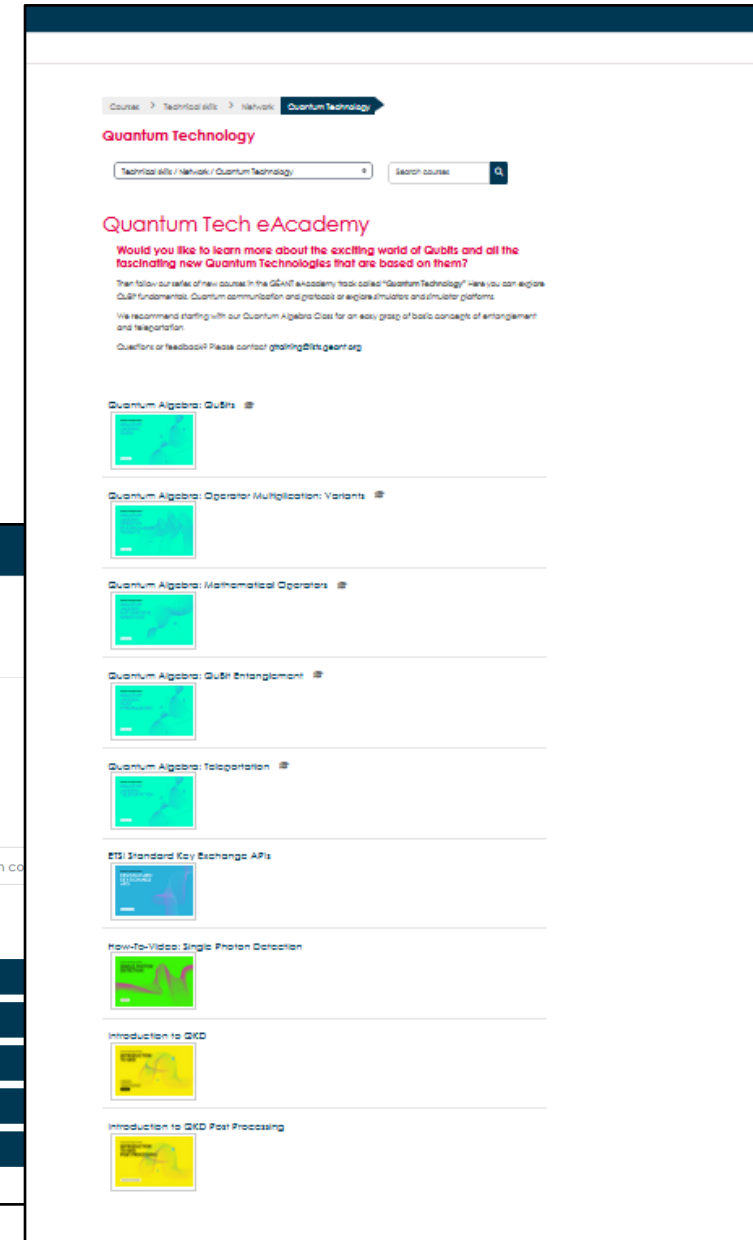 Courses > Technical skills > Network Quantum Technology
Quantum Technology
Technical skills / Network / Quantum Technology
Search courses
Quantum Tech eAcademy
Would you like to learn more about the exciting world of Qubits and all the
fascinating new Quantum Technologies that are based on them?
Then follow our series of new courses in the GÉANT eAcademy track called "Quantum Technology" Here you can explore
QuBit fundamentals, Quantum communication and protocols or explore simulators and simulator platforms.
We recommend starting with our Quantum Algebra Class for an easy grasp of basic concepts of entanglement
and teleportation.
Questions or feedback? Please contact
Quantum Algebra: QuBits
Quantum Algebra: Operator Multiplication: Variants
Quantum Algebra: Mathematical Operators
Quantum Algebra: QuBit Entanglement
Quantum Algebra: Teleportation
ETSI Standard Key Exchange APIs
How-To-Video: Single Photon Detection
Introduction to QKD
Introduction to QKD Post Processing